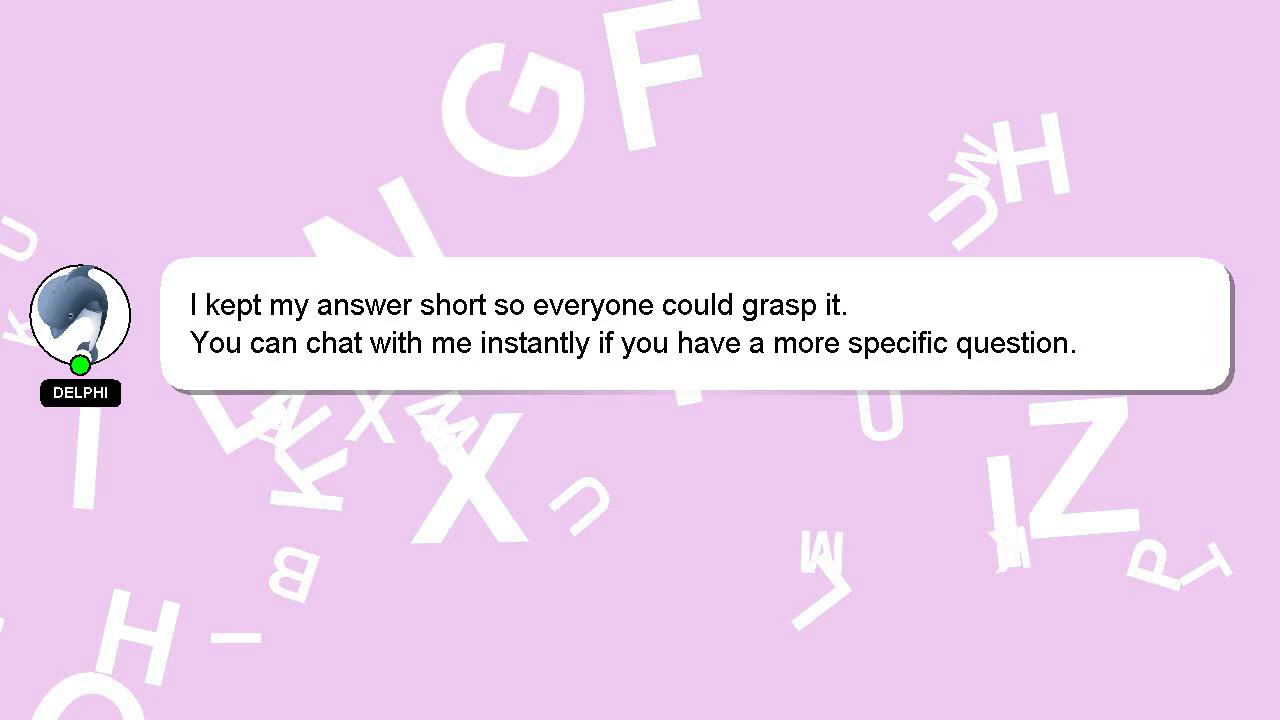 G F
N
W H
U
U
K
I kept my answer short so everyone could grasp it.
You can chat with me instantly if you have a more specific question.
DELPHI
I
L
K
X
X
U
U
Z
I
M
L
K
P
T
B
H
I
O